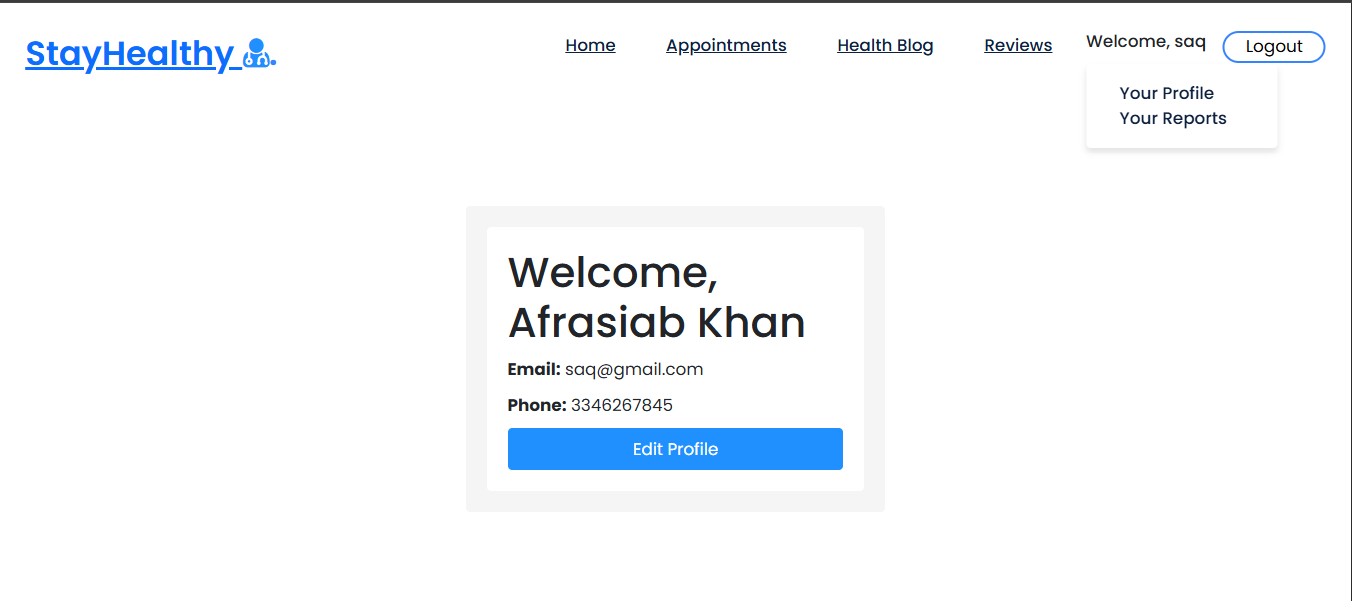 StayHealthy .
Home Appointments Health Blog Reviews Welcome, saq Logout
Your Profile
Your Reports
Welcome,
Afrasiab Khan
Email: saq@gmail.com
Phone: 3346267845
Edit Profile